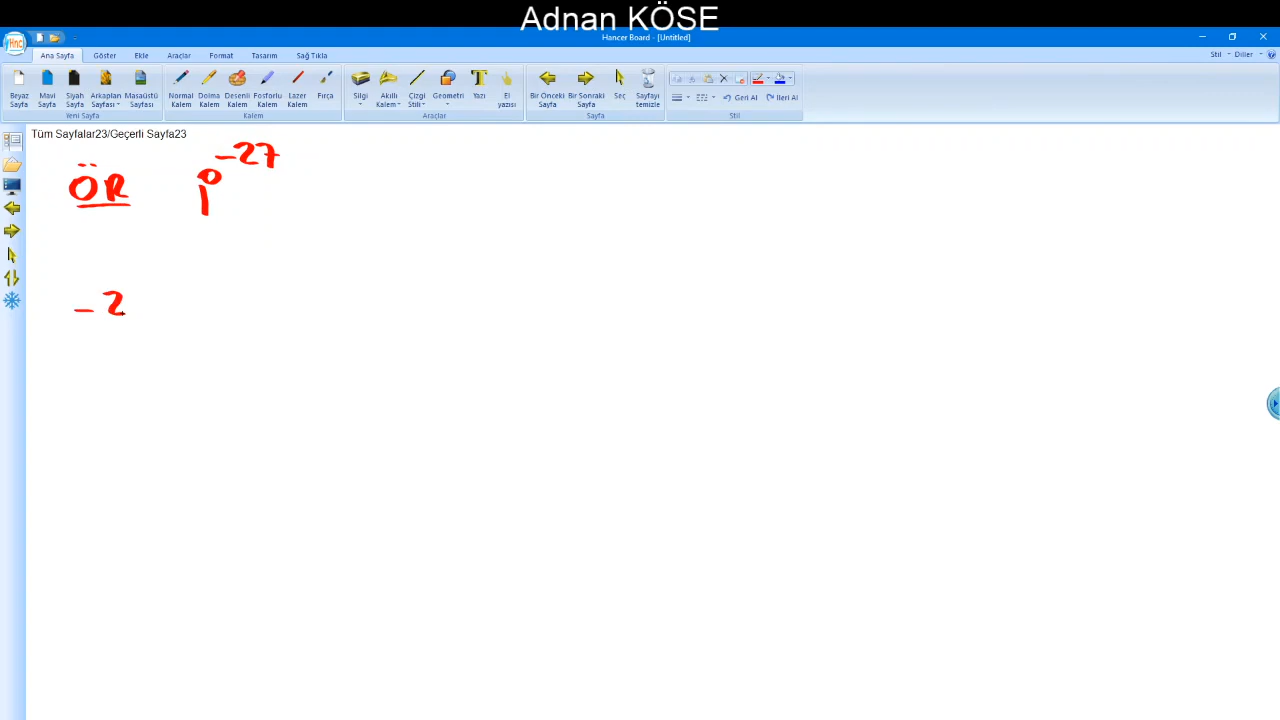 Adnan KÖSE
Hancer Board - [Untitled]
Hnc
Ana Sayfa Göster Ekle Araçlar Format Tasarım Sağ Tıkla Stil Diller
Beyaz Sayfa Mavi Sayfa Siyah Sayfa Arkaplan Sayfası Masaüstü Sayfası Normal Kalem Dolma Kalem Desenli Kalem Fosforlu Kalem Lazer Kalem Fırça Silgi Akıllı Kalem Çizgi Stili Geometri Yazı El yazısı Bir Önceki Sayfa Bir Sonraki Sayfa Seç Sayfayı temizle Geri Al İleri Al
Yeni Sayfa Kalem Araçlar Sayfa Stil
Tüm Sayfalar23/Geçerli Sayfa23
ÖR i^-27
-2